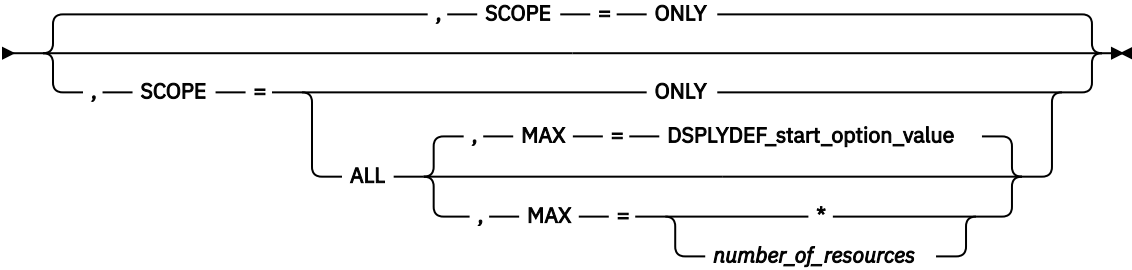 , SCOPE = ONLY
, SCOPE = ONLY
, MAX = DSPLYDEF_start_option_value
ALL
, MAX = *
number_of_resources